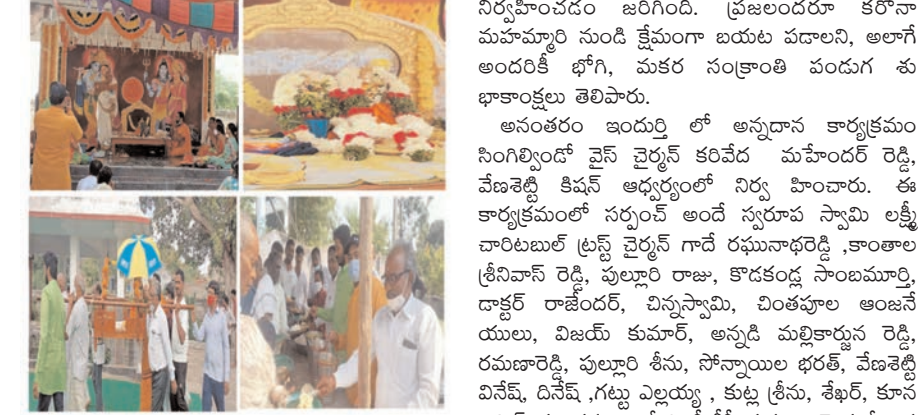 నిర్వహించడం జరిగింది. ప్రజలందరూ కరోనా
మహమ్మారి నుండి క్షేమంగా బయట పడాలని, అలాగే
అందరికీ భోగి, మకర సంక్రాంతి పండుగ శు
భాకాంక్షలు తెలిపారు.
అనంతరం ఇందుర్తి లో అన్నదాన కార్యక్రమం
సింగిల్విండో వైస్ చైర్మన్ కరివేద మహేందర్ రెడ్డి,
వేణశెట్టి కిషన్ ఆధ్వర్యంలో నిర్వ హించారు. ఈ
కార్యక్రమంలో సర్పంచ్ అందే స్వరూప స్వామి లక్ష్మీ
చారిటబుల్ ట్రస్ట్ చైర్మన్ గాదే రఘునాథరెడ్డి ,కాంతాల
శ్రీనివాస్ రెడ్డి, పుల్లూరి రాజు, కొడకండ్ల సాంబమూర్తి,
డాక్టర్ రాజేందర్, చిన్నస్వామి, చింతపూల ఆంజనే
యులు, విజయ్ కుమార్, అన్నడి మల్లికార్జున రెడ్డి,
రమణారెడ్డి, పుల్లూరి శీను, సోన్నాయిల భరత్, వేణశెట్టి
వినేష్, దినేష్ ,గట్టు ఎల్లయ్య , కుట్ల శ్రీను, శేఖర్, కూన